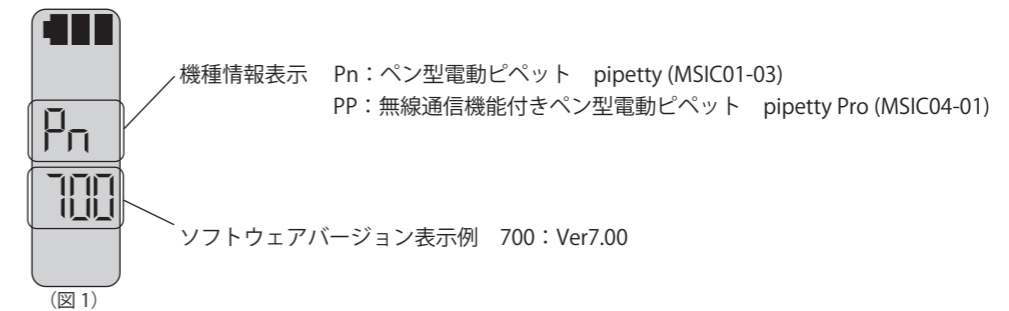 機種情報表示　Pn：ペン型電動ピペット　pipetty (MSIC01-03)
PP：無線通信機能付きペン型電動ピペット　pipetty Pro (MSIC04-01)
Pn
700
ソフトウェアバージョン表示例　700：Ver7.00
（図 1）